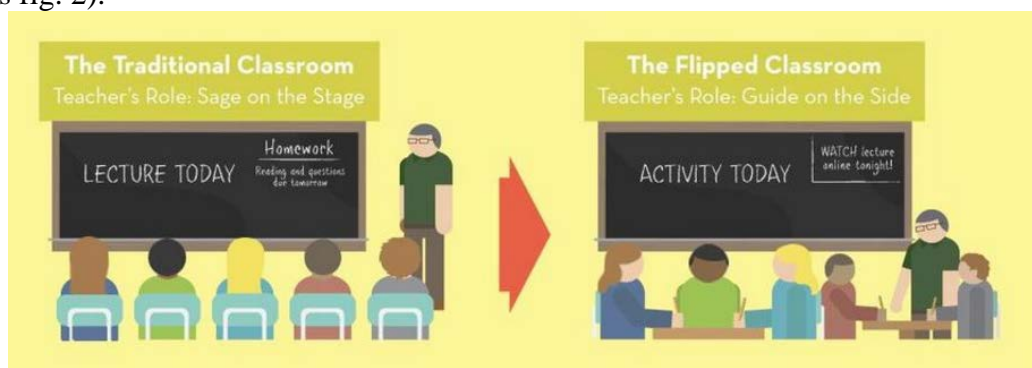 s fig. 2).
The Traditional Classroom
Teacher's Role: Sage on the Stage
LECTURE TODAY
Homework
Reading and questions
due tomorrow
The Flipped Classroom
Teacher's Role: Guide on the Side
ACTIVITY TODAY
WATCH lecture
online tonight!